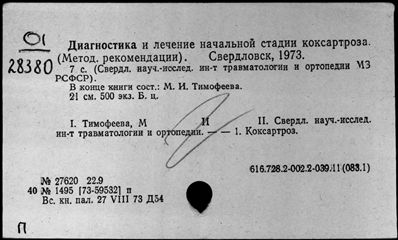 OI
28380
Диагностика и лечение начальной стадии коксартроза.
(Метод. рекомендации). Свердловск, 1973.
7 с. (Свердл. науч.-исслед. ин-т травматологии и ортопедии МЗ
РСФСР).
В конце книги сост.: М. И. Тимофеева.
21 см. 500 экз. Б. ц.
I. Тимофеева, М И II. Свердл. науч.-исслед.
ин-т травматологии и ортопедии. — — 1. Коксартроз.
616.728.2-002.2-039.11 (083.1)
№ 27620 22.9
40 № 1495 [73-59532] п
Вс. кн. пал. 27 VIII 73 Д54
П